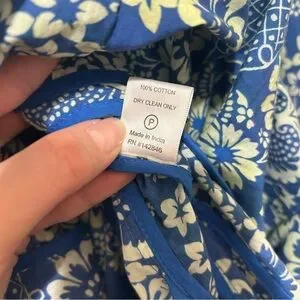 100% COTTON
DRY CLEAN ONLY
P
Made in India
RN #142846